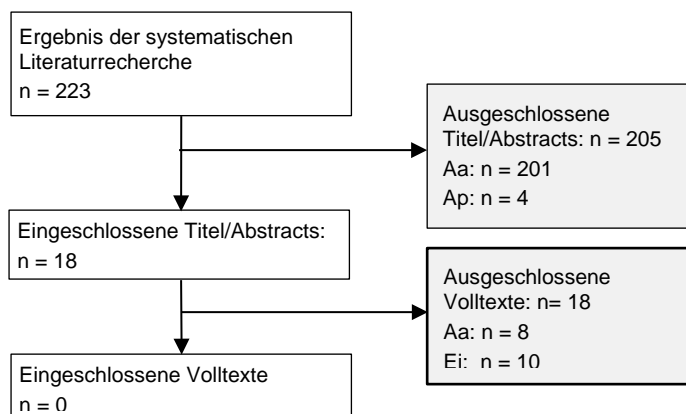 Ergebnis der systematischen
Literaturrecherche
n = 223
Ausgeschlossene
Titel/Abstracts: n = 205
Aa: n = 201
Ap: n = 4
Eingeschlossene Titel/Abstracts:
n = 18
Ausgeschlossene
Volltexte: n= 18
Aa: n = 8
Ei: n = 10
Eingeschlossene Volltexte
n = 0